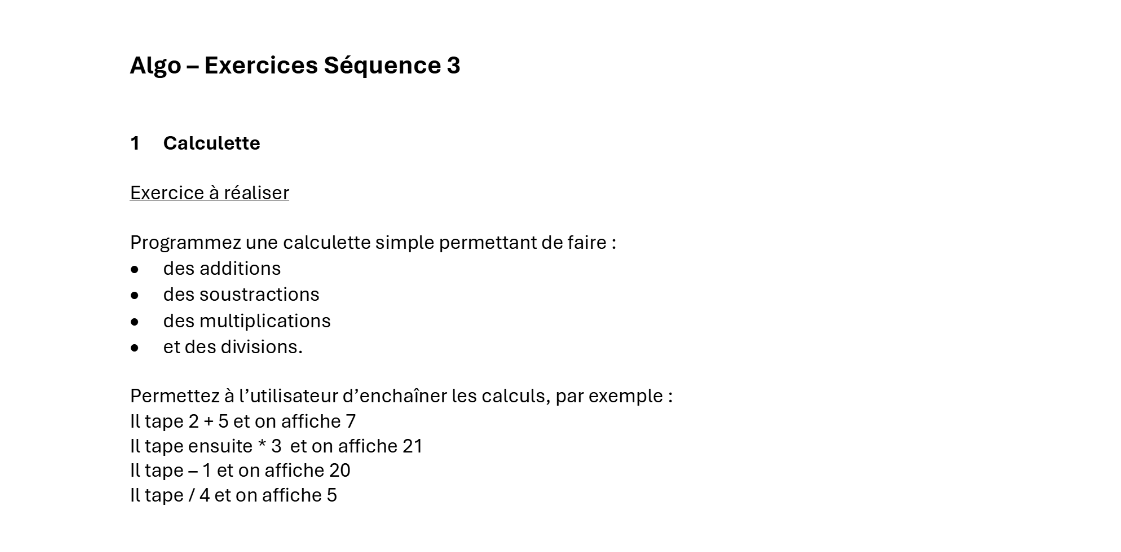 Algo – Exercices Séquence 3
1 Calculette
Exercice à réaliser
Programmez une calculette simple permettant de faire :
• des additions
• des soustractions
• des multiplications
• et des divisions.
Permettez à l’utilisateur d’enchaîner les calculs, par exemple :
Il tape 2 + 5 et on affiche 7
Il tape ensuite * 3  et on affiche 21
Il tape – 1 et on affiche 20
Il tape / 4 et on affiche 5